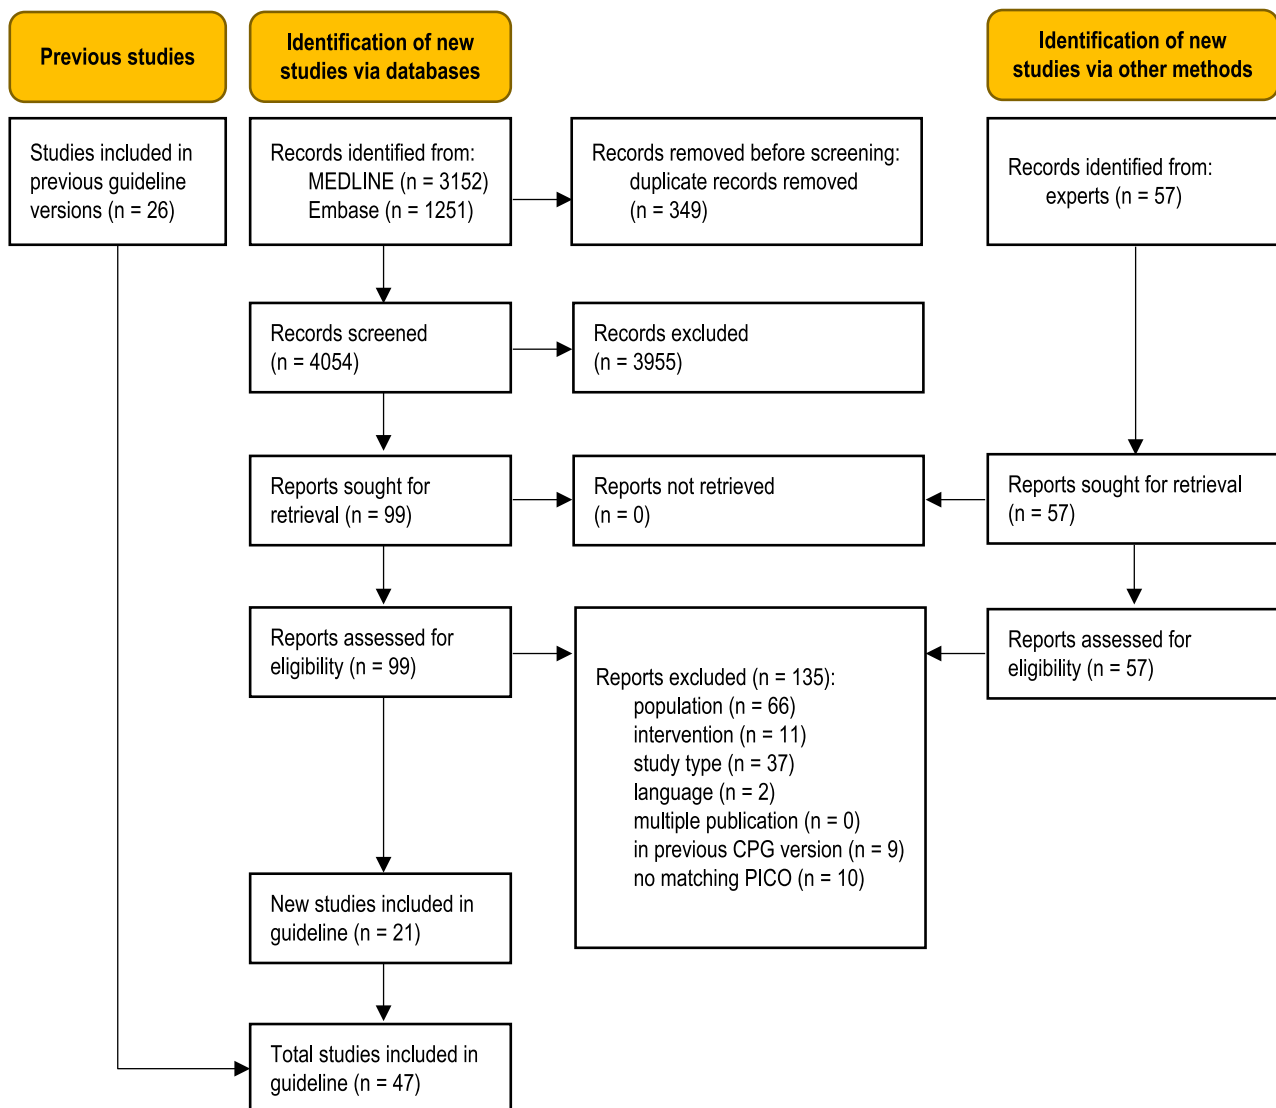 Previous studies
Identification of new
studies via databases
Identification of new
studies via other methods
Studies included in
previous guideline
versions (n = 26)
Records identified from:
MEDLINE (n = 3152)
Embase (n = 1251)
Records removed before screening:
duplicate records removed
(n = 349)
Records identified from:
experts (n = 57)
Records screened
(n = 4054)
Records excluded
(n = 3955)
Reports sought for
retrieval (n = 99)
Reports not retrieved
(n = 0)
Reports sought for retrieval
(n = 57)
Reports assessed for
eligibility (n = 99)
Reports excluded (n = 135):
population (n = 66)
intervention (n = 11)
study type (n = 37)
language (n = 2)
multiple publication (n = 0)
in previous CPG version (n = 9)
no matching PICO (n = 10)
Reports assessed for
eligibility (n = 57)
New studies included in
guideline (n = 21)
Total studies included in
guideline (n = 47)